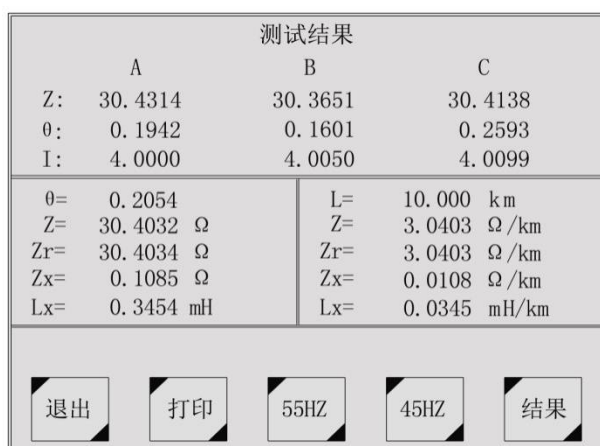 测试结果
A B C
Z: 30.4314 30.3651 30.4138
θ: 0.1942 0.1601 0.2593
I: 4.0000 4.0050 4.0099
θ= 0.2054
Z= 30.4032 Ω
Zr= 30.4034 Ω
Zx= 0.1085 Ω
Lx= 0.3454 mH
L= 10.000 km
Z= 3.0403 Ω/km
Zr= 3.0403 Ω/km
Zx= 0.0108 Ω/km
Lx= 0.0345 mH/km
退出 打印 55HZ 45HZ 结果